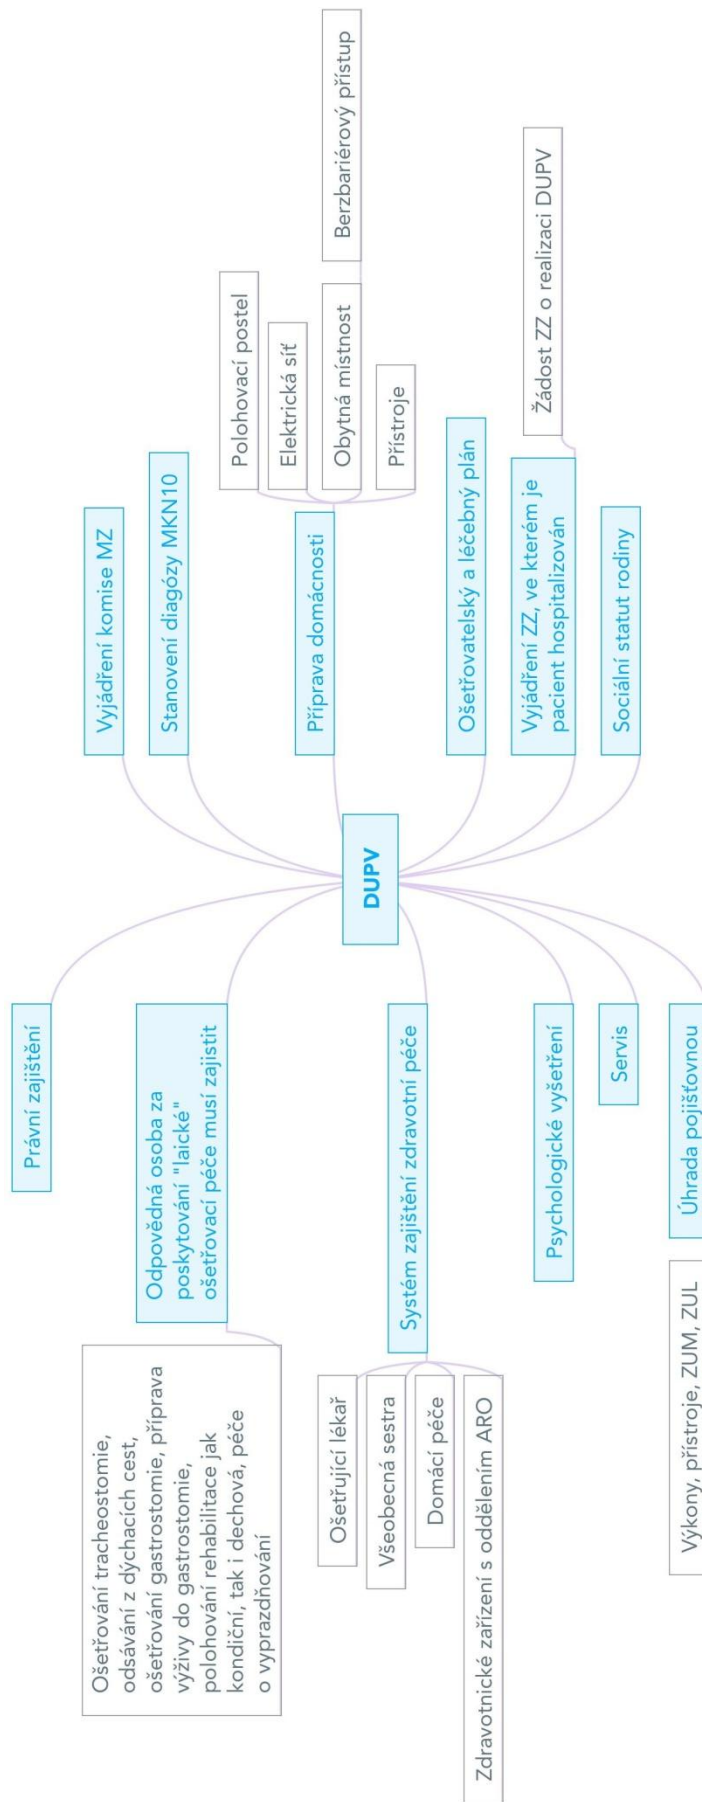 Právní zajištění
Odpovědná osoba za
poskytování "laické"
ošetřovací péče musí zajistit
Ošetřování tracheostomie,
odsávání z dýchacích cest,
ošetřování gastrostomie, příprava
výživy do gastrostomie,
polohování rehabilitace jak
kondiční, tak i dechová, péče
o vyprazdňování
Systém zajištění zdravotní péče
Ošetřující lékař
Všeobecná sestra
Domácí péče
Zdravotnické zařízení s oddělením ARO
Psychologické vyšetření
Servis
Úhrada pojišťovnou
Výkony, přístroje, ZUM, ZUL
DUPV
Vyjádření komise MZ
Stanovení diagózy MKN10
Příprava domácnosti
Polohovací postel
Elektrická síť
Obytná místnost
Berzbariérový přístup
Přístroje
Ošetřovatelský a léčebný plán
Vyjádření ZZ, ve kterém je
pacient hospitalizován
Žádost ZZ o realizaci DUPV
Sociální statut rodiny